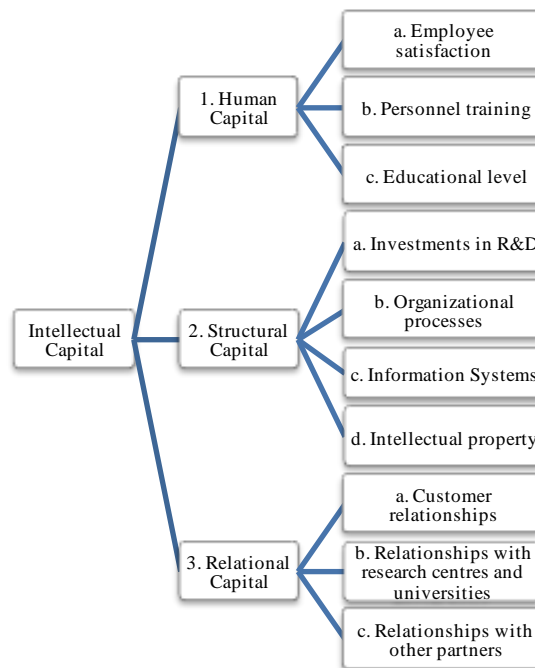 Intellectual
Capital
1. Human
Capital
a. Employee
satisfaction
b. Personnel training
c. Educational level
2. Structural
Capital
a. Investments in R&D
b. Organizational
processes
c. Information Systems
d. Intellectual property
3. Relational
Capital
a. Customer
relationships
b. Relationships with
research centres and
universities
c. Relationships with
other partners